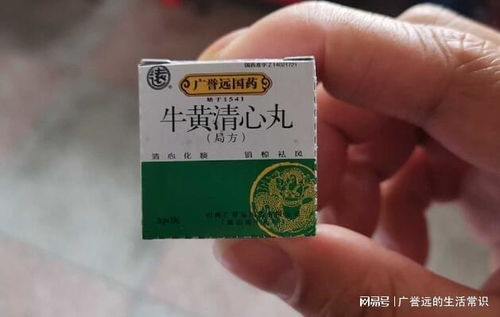 国药准字Z14021721
远
广誉远国药
始于1541
牛黄清心丸
(局方)
清心化痰 镇惊祛风
网易号 | 广誉远的生活常识